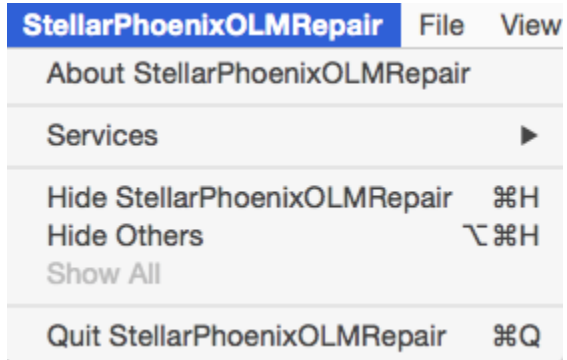 StellarPhoenixOLMRepair File View
About StellarPhoenixOLMRepair
Services ▶
Hide StellarPhoenixOLMRepair ⌘H
Hide Others ⌥⌘H
Show All
Quit StellarPhoenixOLMRepair ⌘Q